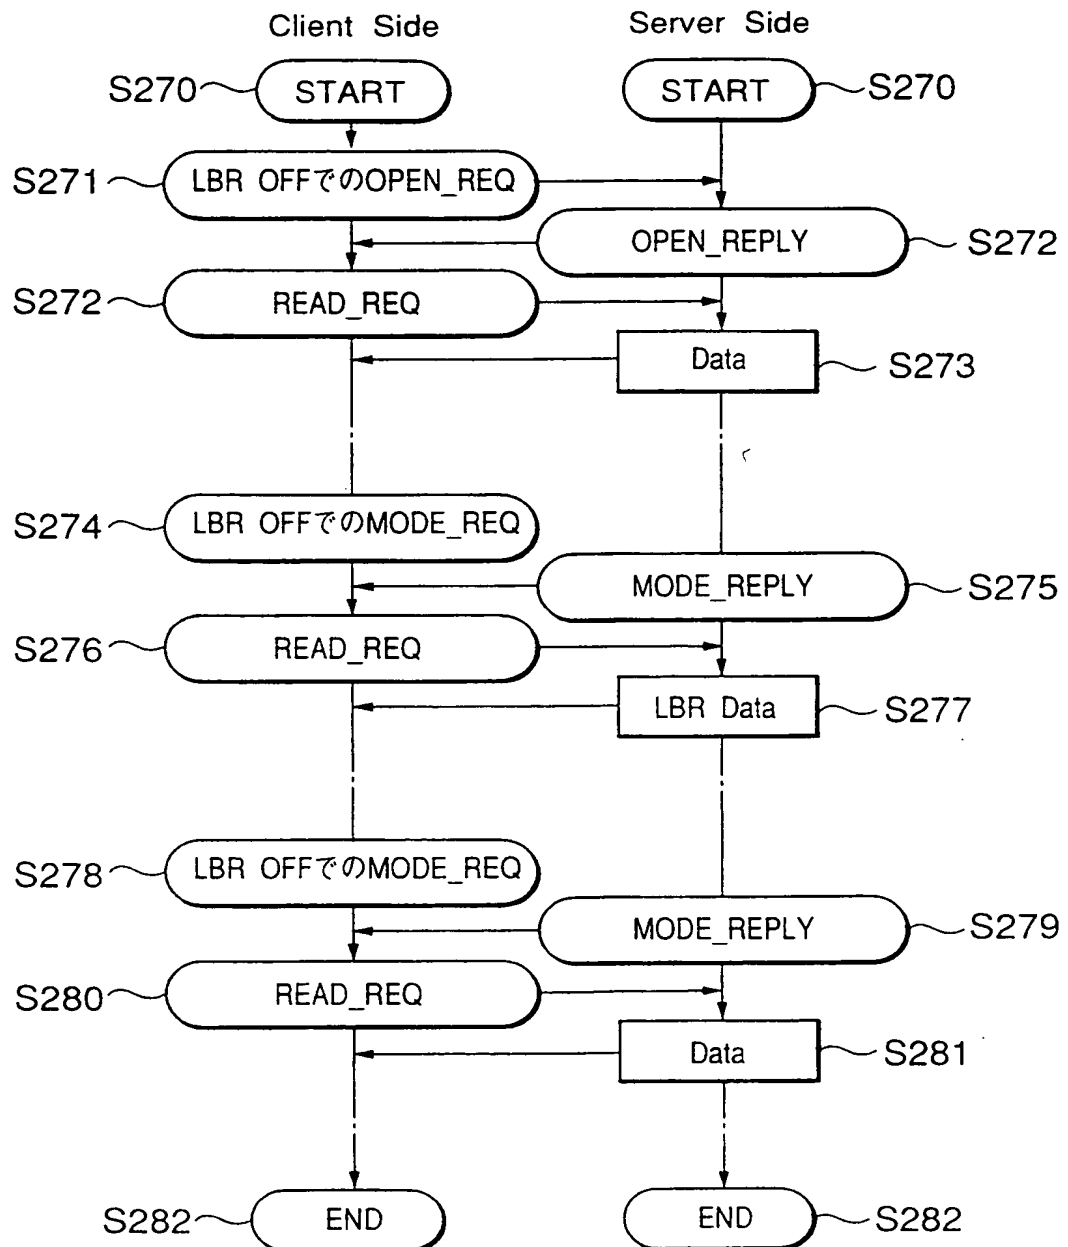 Client Side
Server Side
S270
START
START
S270
S271
LBR OFFでのOPEN_REQ
OPEN_REPLY
S272
S272
READ_REQ
Data
S273
S274
LBR OFFでのMODE_REQ
MODE_REPLY
S275
S276
READ_REQ
LBR Data
S277
S278
LBR OFFでのMODE_REQ
MODE_REPLY
S279
S280
READ_REQ
Data
S281
S282
END
END
S282